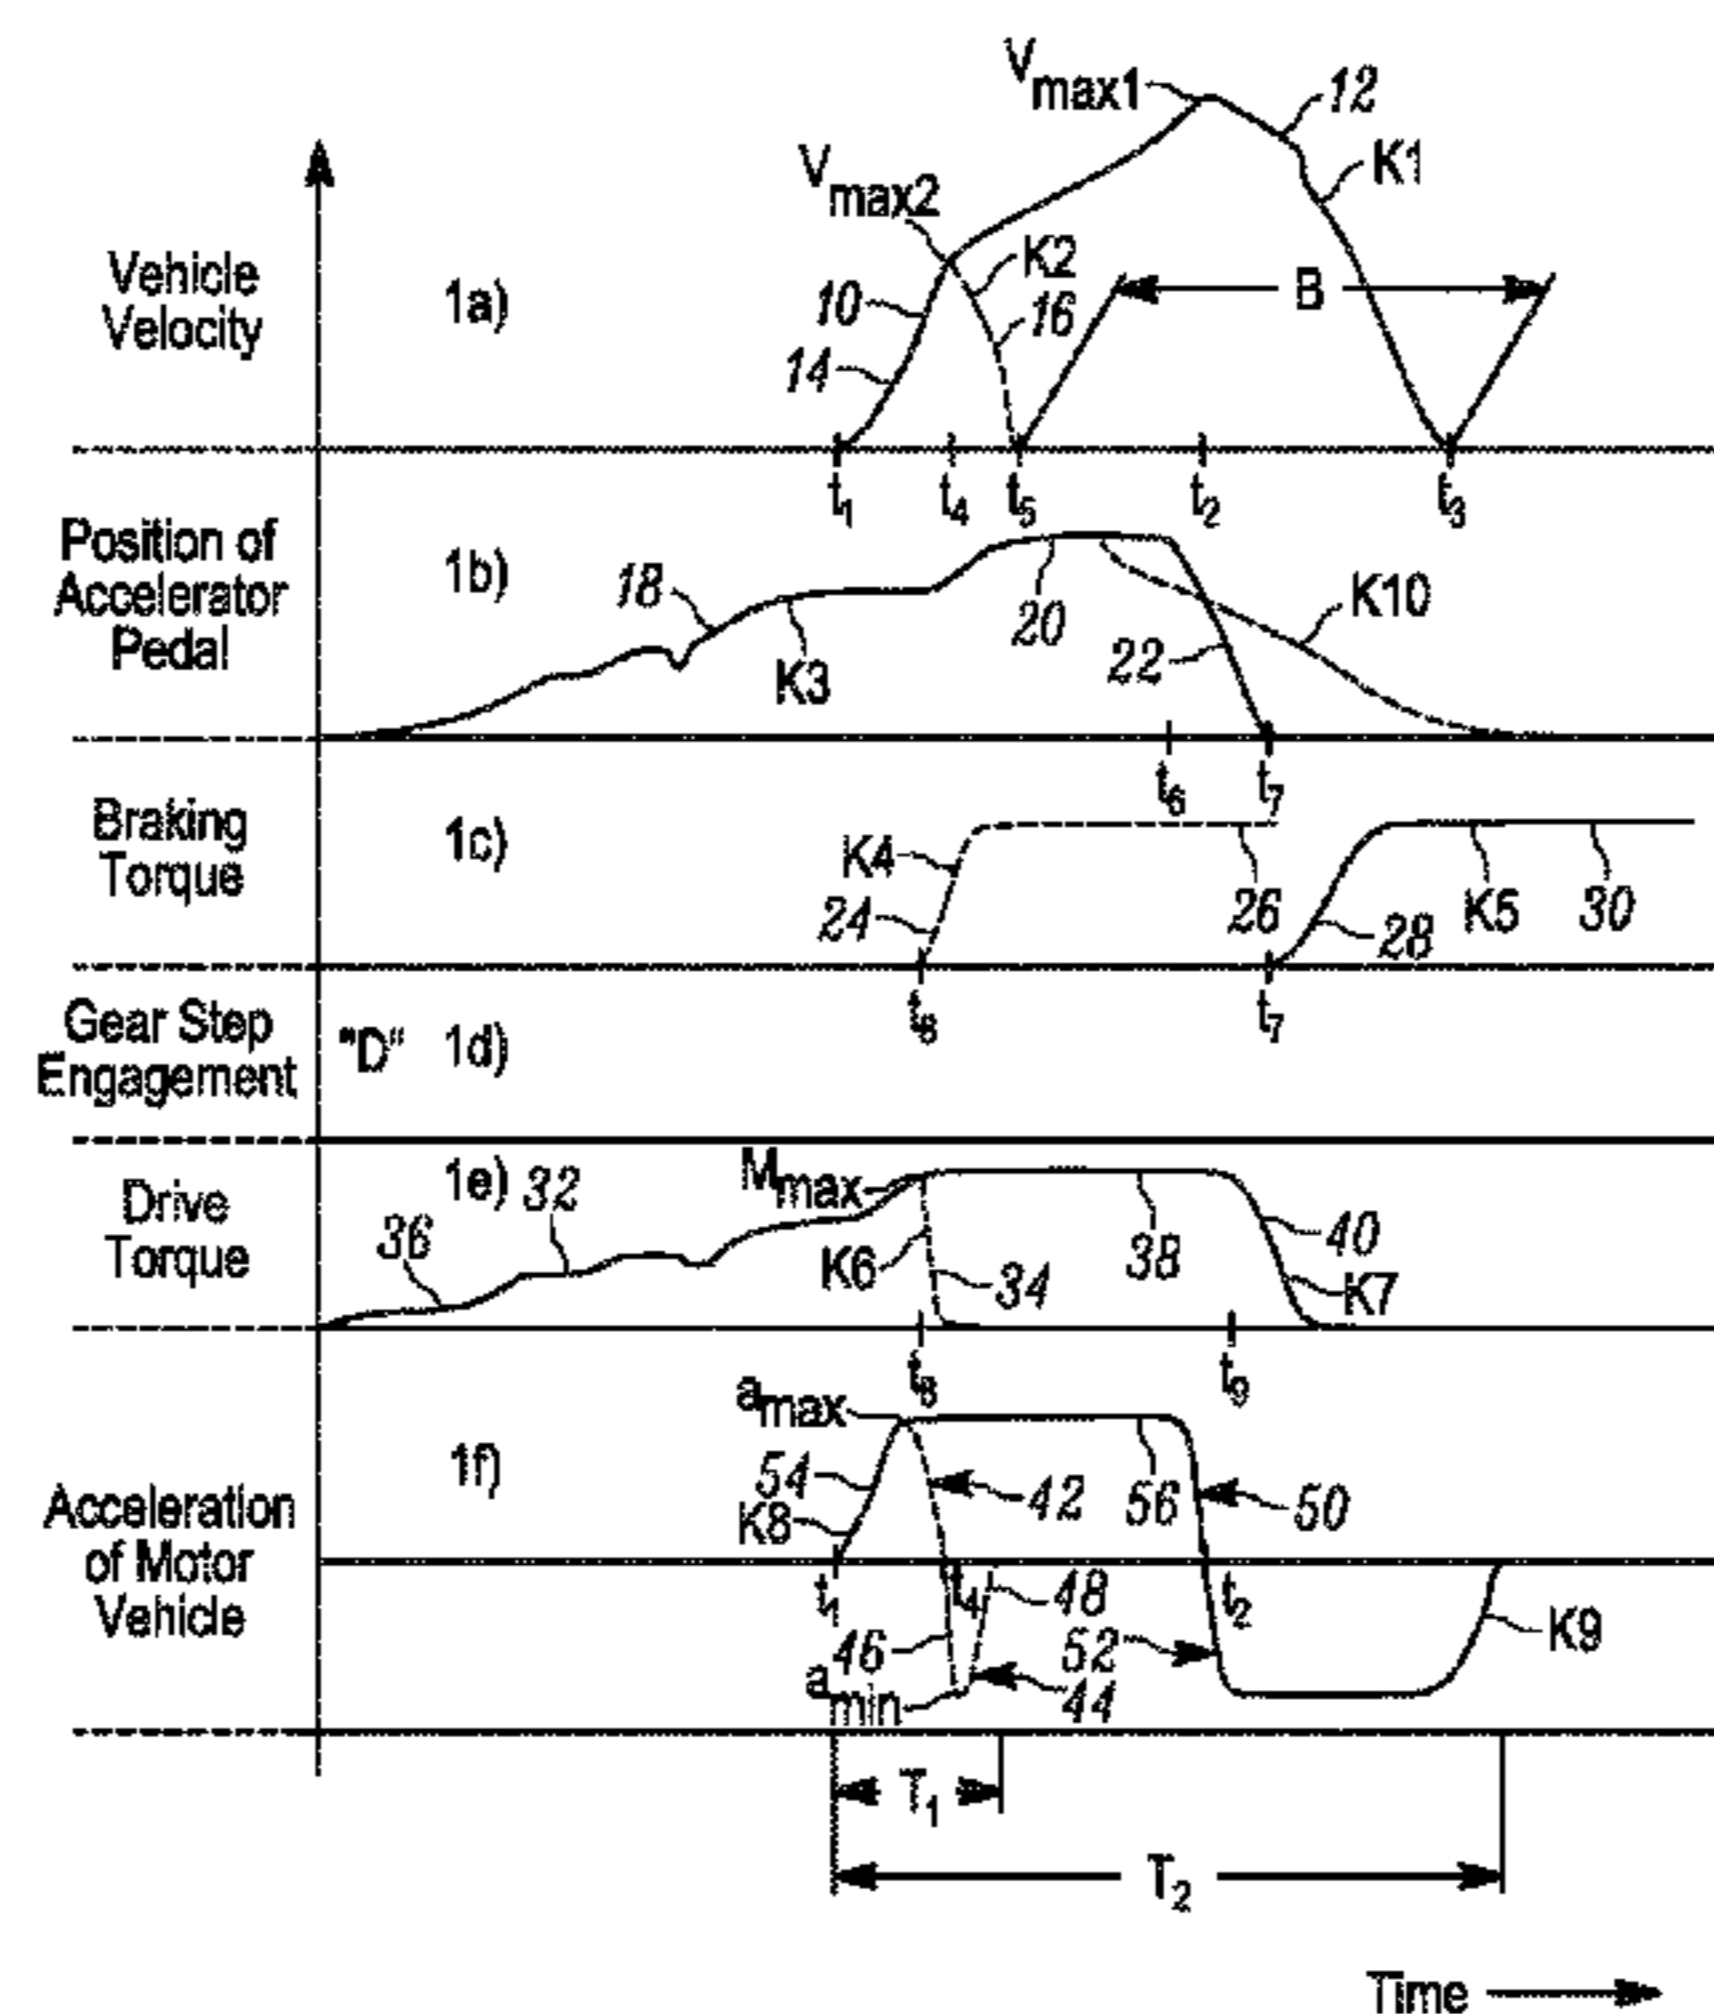 Vmax1
12
Vmax2
K1
Vehicle
Velocity
1a)
10
K2
B
14
16
t1 t4 t5 t2 t3
Position of
Accelerator
Pedal
1b)
18
20
K10
K3
22
t6 t7
Braking
Torque
1c)
K4
24
26
28
K5
30
t8 t7
Gear Step
Engagement
"D" 1d)
Drive
Torque
1e)
Mmax
36
32
K6
34
38
40
K7
t8 t9
Acceleration
of Motor
Vehicle
1f)
amax
54
K8
42
56
50
t1 t4 48 t2
46
52
K9
amin
44
T1
T2
Time